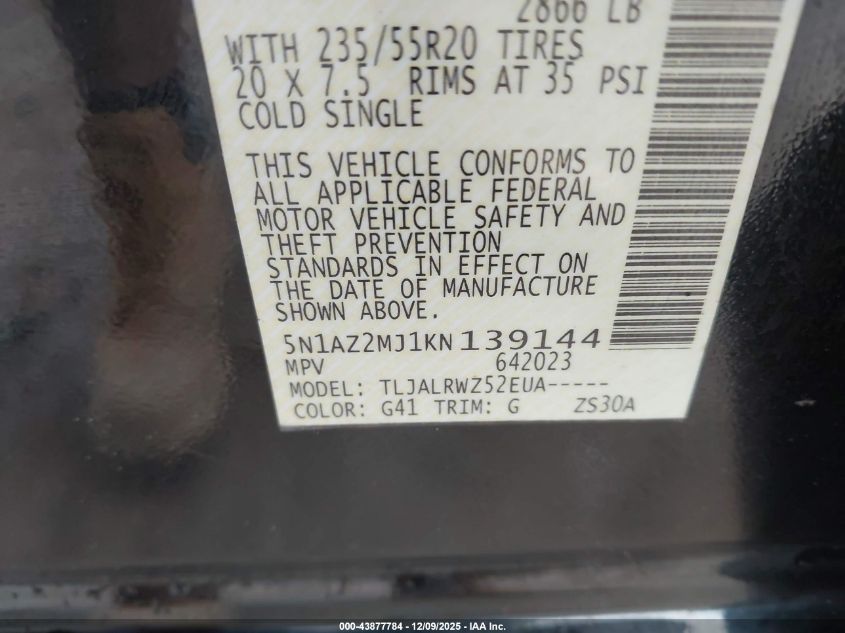 2866 LB
WITH 235/55R20 TIRES
20 X 7.5 RIMS AT 35 PSI
COLD SINGLE
THIS VEHICLE CONFORMS TO
ALL APPLICABLE FEDERAL
MOTOR VEHICLE SAFETY AND
THEFT PREVENTION
STANDARDS IN EFFECT ON
THE DATE OF MANUFACTURE
SHOWN ABOVE.
5N1AZ2MJ1KN139144
MPV 642023
MODEL: TLJALRWZ52EUA-----
COLOR: G41 TRIM: G ZS30A
000-43877784 - 12/09/2025 - IAA Inc.